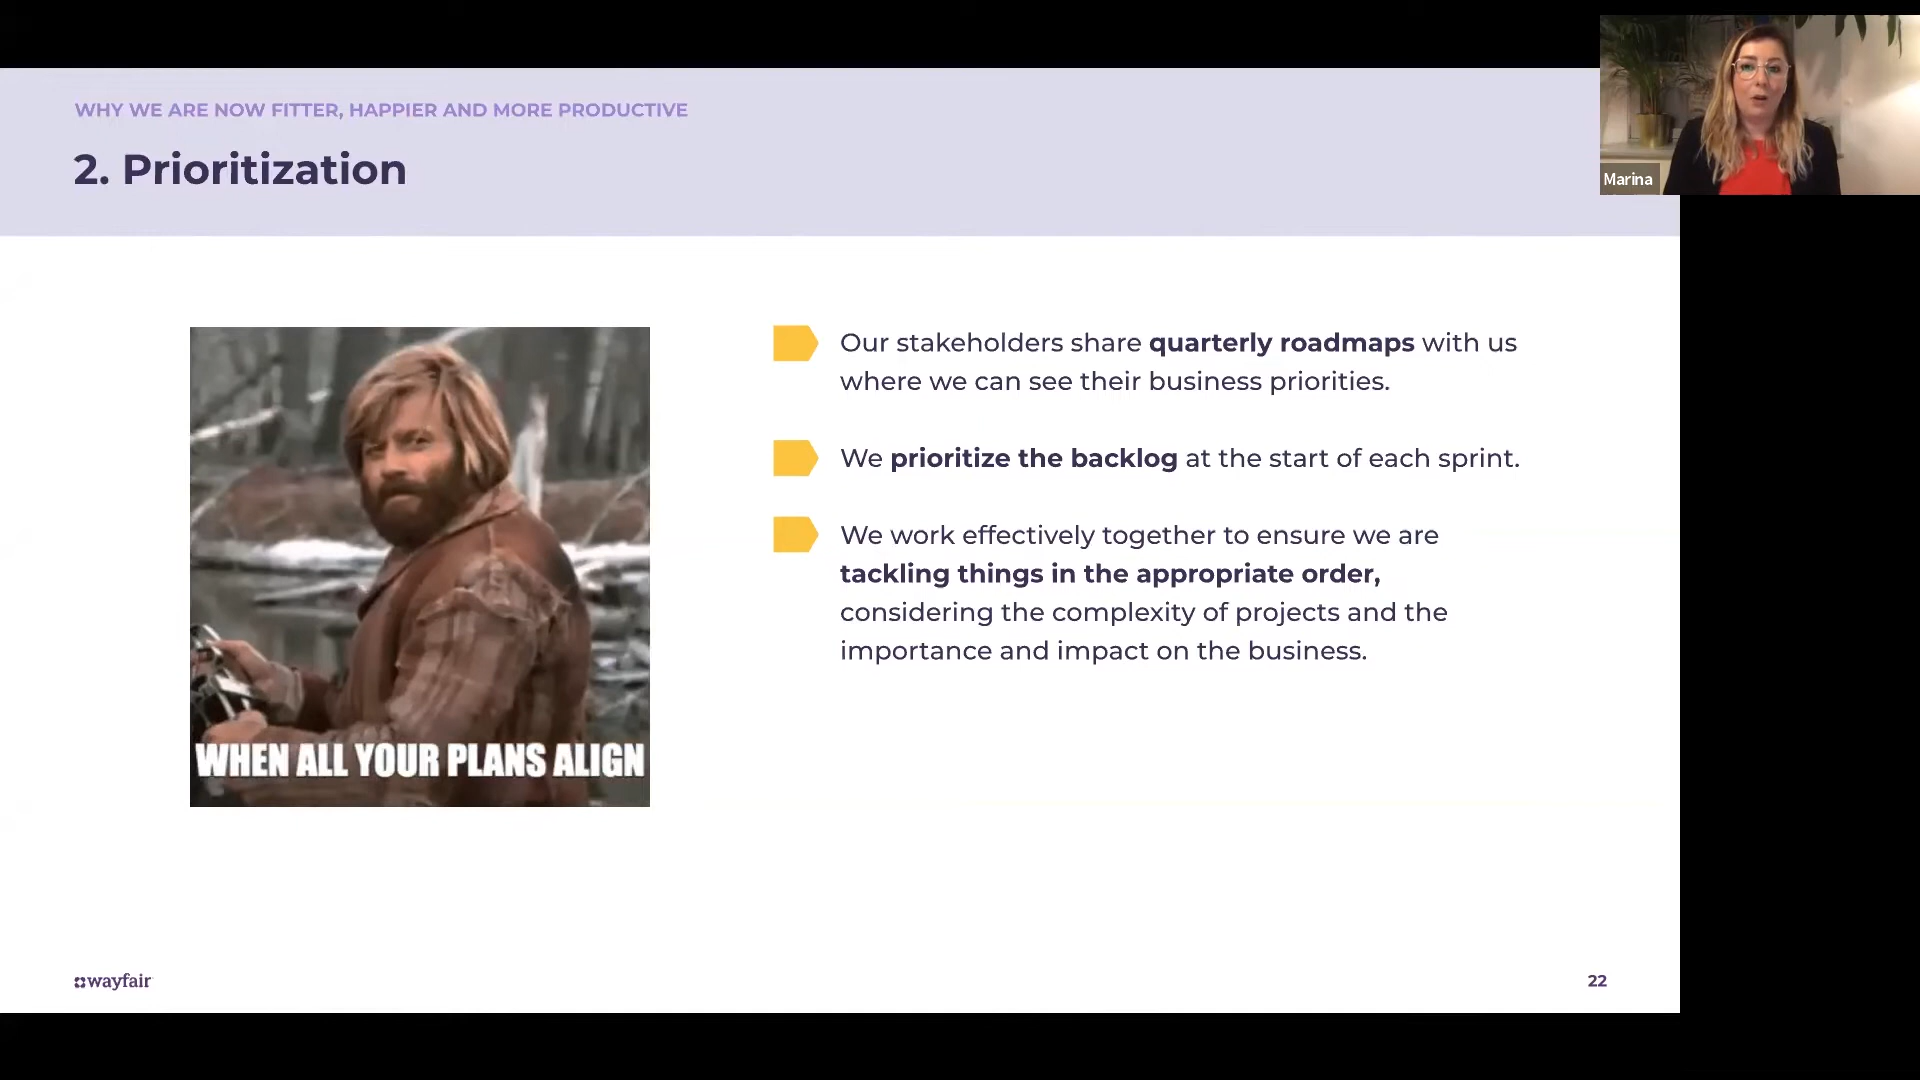 WHY WE ARE NOW FITTER, HAPPIER AND MORE PRODUCTIVE
2. Prioritization
Marina
Our stakeholders share quarterly roadmaps with us
where we can see their business priorities.
We prioritize the backlog at the start of each sprint.
We work effectively together to ensure we are
tackling things in the appropriate order,
considering the complexity of projects and the
importance and impact on the business.
WHEN ALL YOUR PLANS ALIGN
wayfair
22